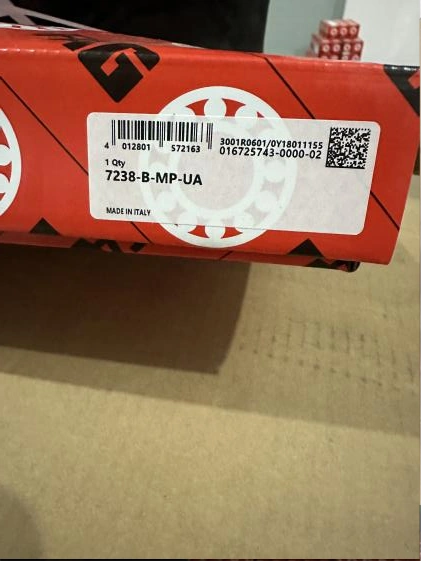 4 012801 572163
3001R0601/0Y18011155
016725743-0000-02
1 Qty
7238-B-MP-UA
MADE IN ITALY